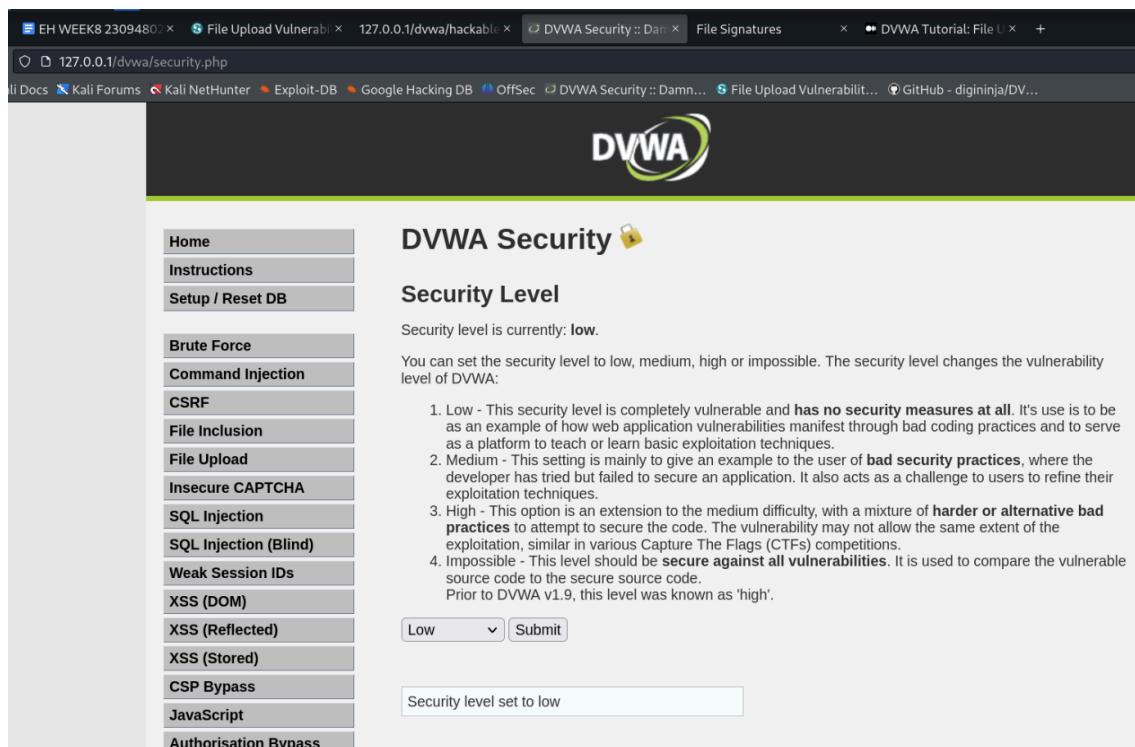 EH WEEK8 23094802
File Upload Vulnerabi
127.0.0.1/dvwa/hackable
DVWA Security :: Dam
File Signatures
DVWA Tutorial: File U
127.0.0.1/dvwa/security.php
li Docs Kali Forums Kali NetHunter Exploit-DB Google Hacking DB OffSec DVWA Security :: Damn... File Upload Vulnerabilit... GitHub - digininja/DV...
DVWA
Home
Instructions
Setup / Reset DB
Brute Force
Command Injection
CSRF
File Inclusion
File Upload
Insecure CAPTCHA
SQL Injection
SQL Injection (Blind)
Weak Session IDs
XSS (DOM)
XSS (Reflected)
XSS (Stored)
CSP Bypass
JavaScript
Authorisation Bypass
DVWA Security
Security Level
Security level is currently: low.
You can set the security level to low, medium, high or impossible. The security level changes the vulnerability
level of DVWA:
1. Low - This security level is completely vulnerable and has no security measures at all. It's use is to be
as an example of how web application vulnerabilities manifest through bad coding practices and to serve
as a platform to teach or learn basic exploitation techniques.
2. Medium - This setting is mainly to give an example to the user of bad security practices, where the
developer has tried but failed to secure an application. It also acts as a challenge to users to refine their
exploitation techniques.
3. High - This option is an extension to the medium difficulty, with a mixture of harder or alternative bad
practices to attempt to secure the code. The vulnerability may not allow the same extent of the
exploitation, similar in various Capture The Flags (CTFs) competitions.
4. Impossible - This level should be secure against all vulnerabilities. It is used to compare the vulnerable
source code to the secure source code.
Prior to DVWA v1.9, this level was known as 'high'.
Low Submit
Security level set to low